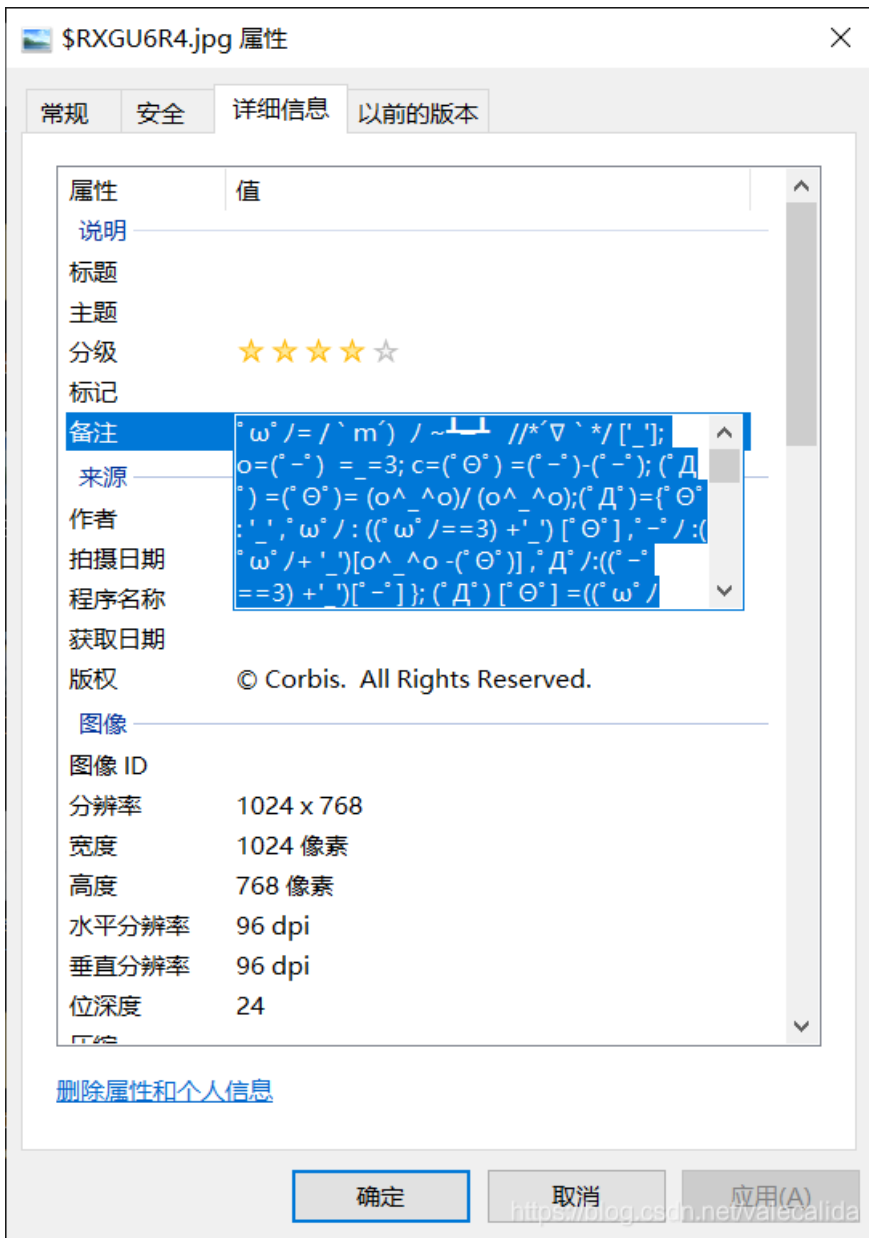 $RXGU6R4.jpg 属性
常规 安全 详细信息 以前的版本
属性 值
说明
标题
主题
分级
标记
备注
ﾟωﾟﾉ= /｀ｍ´）ﾉ ~┻━┻   //*´∇｀*/ ['_'];
o=(ﾟｰﾟ)  =_=3; c=(ﾟΘﾟ) =(ﾟｰﾟ)-(ﾟｰﾟ); (ﾟД
ﾟ) =(ﾟΘﾟ)= (o^_^o)/ (o^_^o);(ﾟДﾟ)={ﾟΘﾟ
: '_' ,ﾟωﾟﾉ : ((ﾟωﾟﾉ==3) +'_') [ﾟΘﾟ] ,ﾟｰﾟﾉ :(
ﾟωﾟﾉ+ '_')[o^_^o -(ﾟΘﾟ)] ,ﾟДﾟﾉ:((ﾟｰﾟ
==3) +'_')[ﾟｰﾟ] }; (ﾟДﾟ) [ﾟΘﾟ] =((ﾟωﾟﾉ
来源
作者
拍摄日期
程序名称
获取日期
版权 © Corbis.  All Rights Reserved.
图像
图像 ID
分辨率 1024 x 768
宽度 1024 像素
高度 768 像素
水平分辨率 96 dpi
垂直分辨率 96 dpi
位深度 24
压缩
删除属性和个人信息
确定 取消 应用(A)
https://blog.csdn.net/valecalida